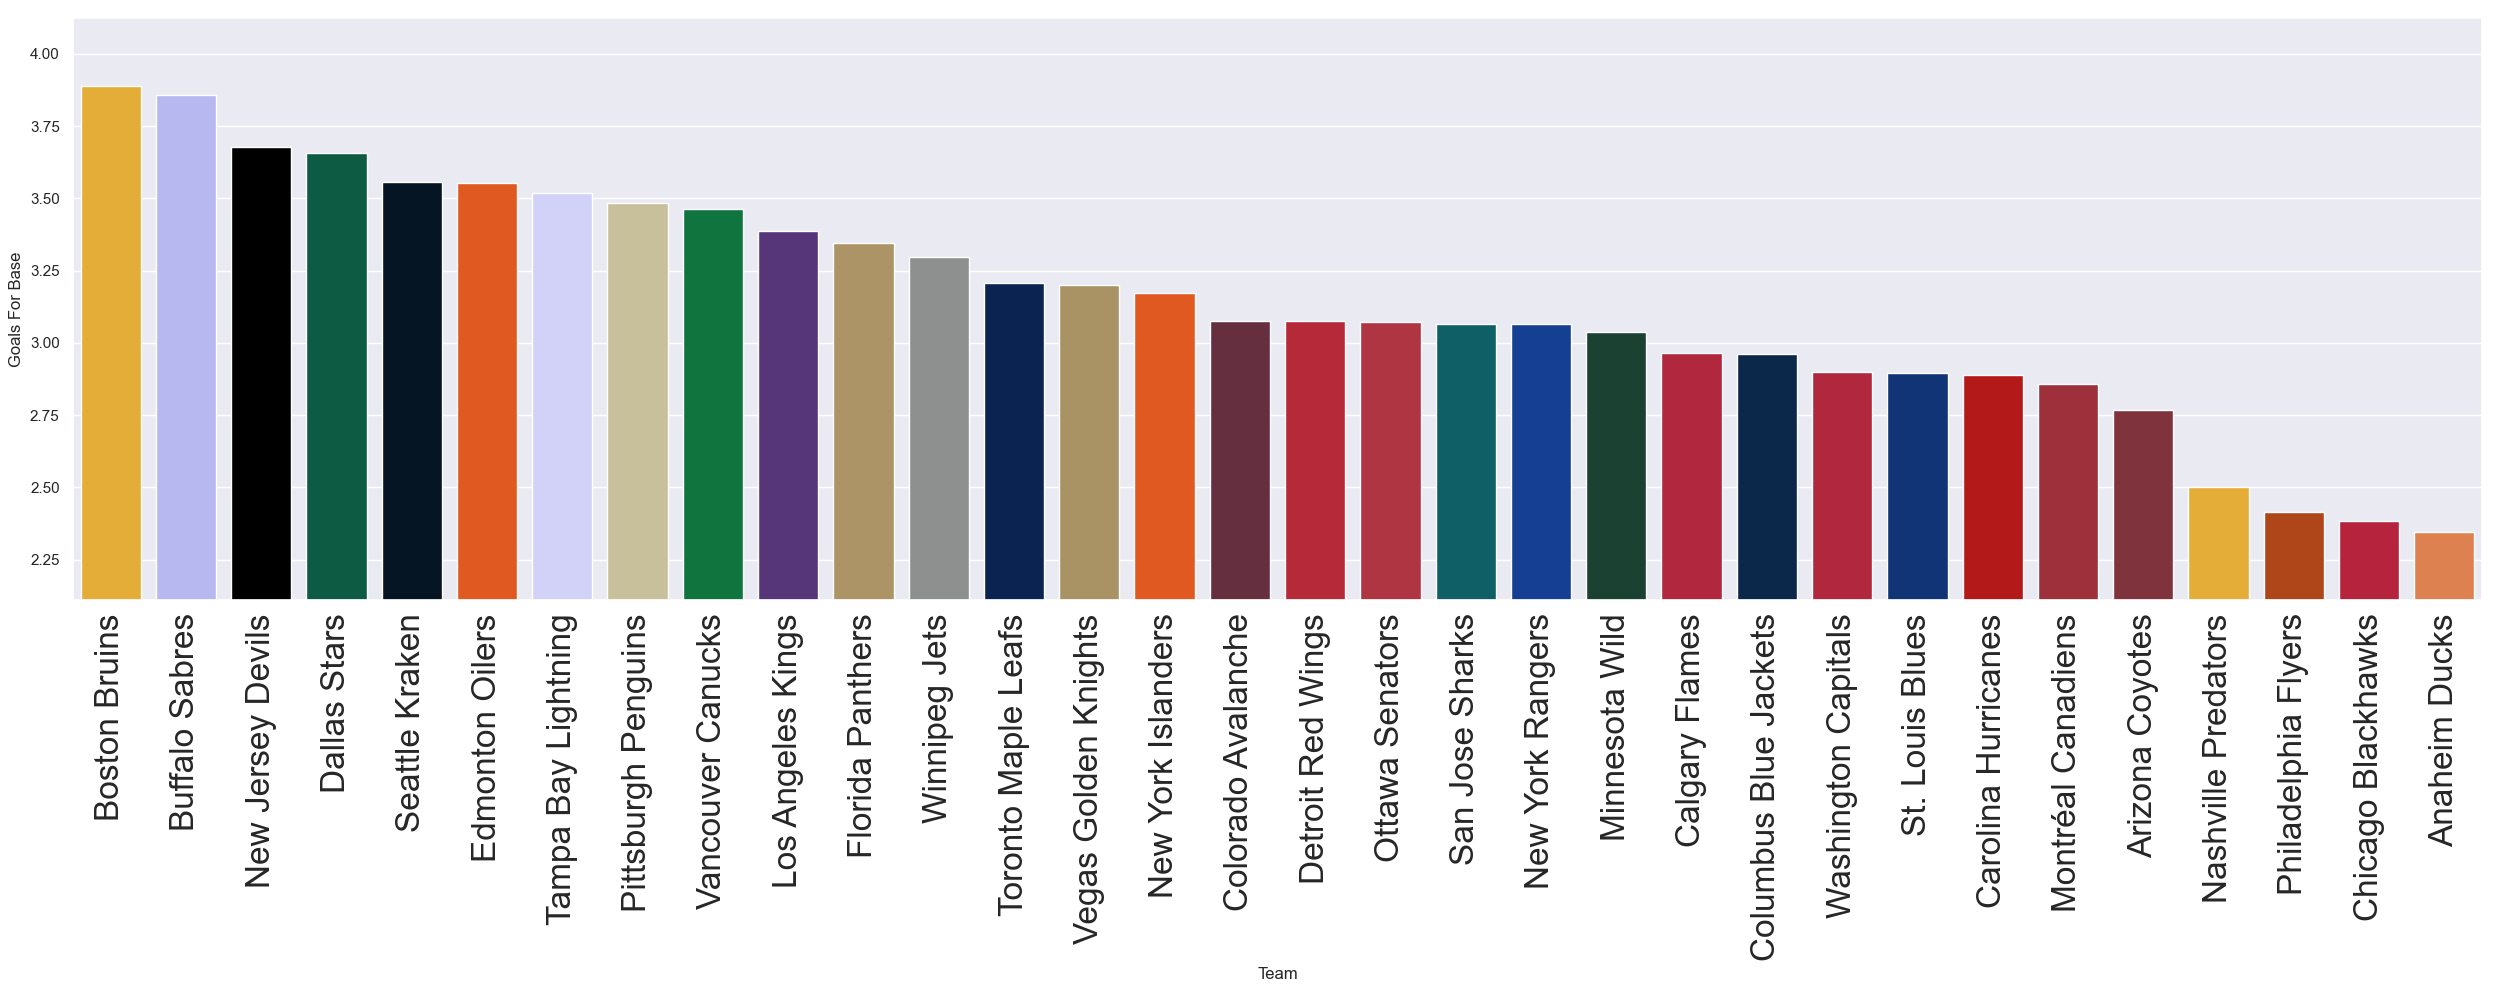 4.00
3.75
3.50
3.25
3.00
2.75
2.50
2.25
Goals For Base
Boston Bruins
Buffalo Sabres
New Jersey Devils
Dallas Stars
Seattle Kraken
Edmonton Oilers
Tampa Bay Lightning
Pittsburgh Penguins
Vancouver Canucks
Los Angeles Kings
Florida Panthers
Winnipeg Jets
Toronto Maple Leafs
Vegas Golden Knights
New York Islanders
Colorado Avalanche
Detroit Red Wings
Ottawa Senators
San Jose Sharks
New York Rangers
Minnesota Wild
Calgary Flames
Columbus Blue Jackets
Washington Capitals
St. Louis Blues
Carolina Hurricanes
Montréal Canadiens
Arizona Coyotes
Nashville Predators
Philadelphia Flyers
Chicago Blackhawks
Anaheim Ducks
Team